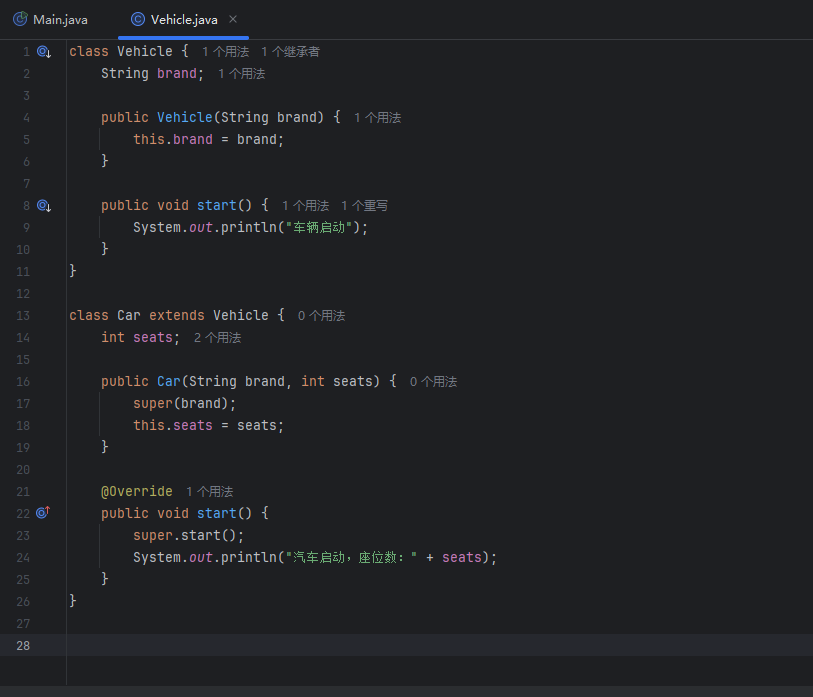 Main.java Vehicle.java ×
1 class Vehicle { 1 个用法 1 个继承者
2 String brand; 1 个用法
3
4 public Vehicle(String brand) { 1 个用法
5 this.brand = brand;
6 }
7
8 public void start() { 1 个用法 1 个重写
9 System.out.println("车辆启动");
10 }
11 }
12
13 class Car extends Vehicle { 0 个用法
14 int seats; 2 个用法
15
16 public Car(String brand, int seats) { 0 个用法
17 super(brand);
18 this.seats = seats;
19 }
20
21 @Override 1 个用法
22 public void start() {
23 super.start();
24 System.out.println("汽车启动，座位数：" + seats);
25 }
26 }
27
28